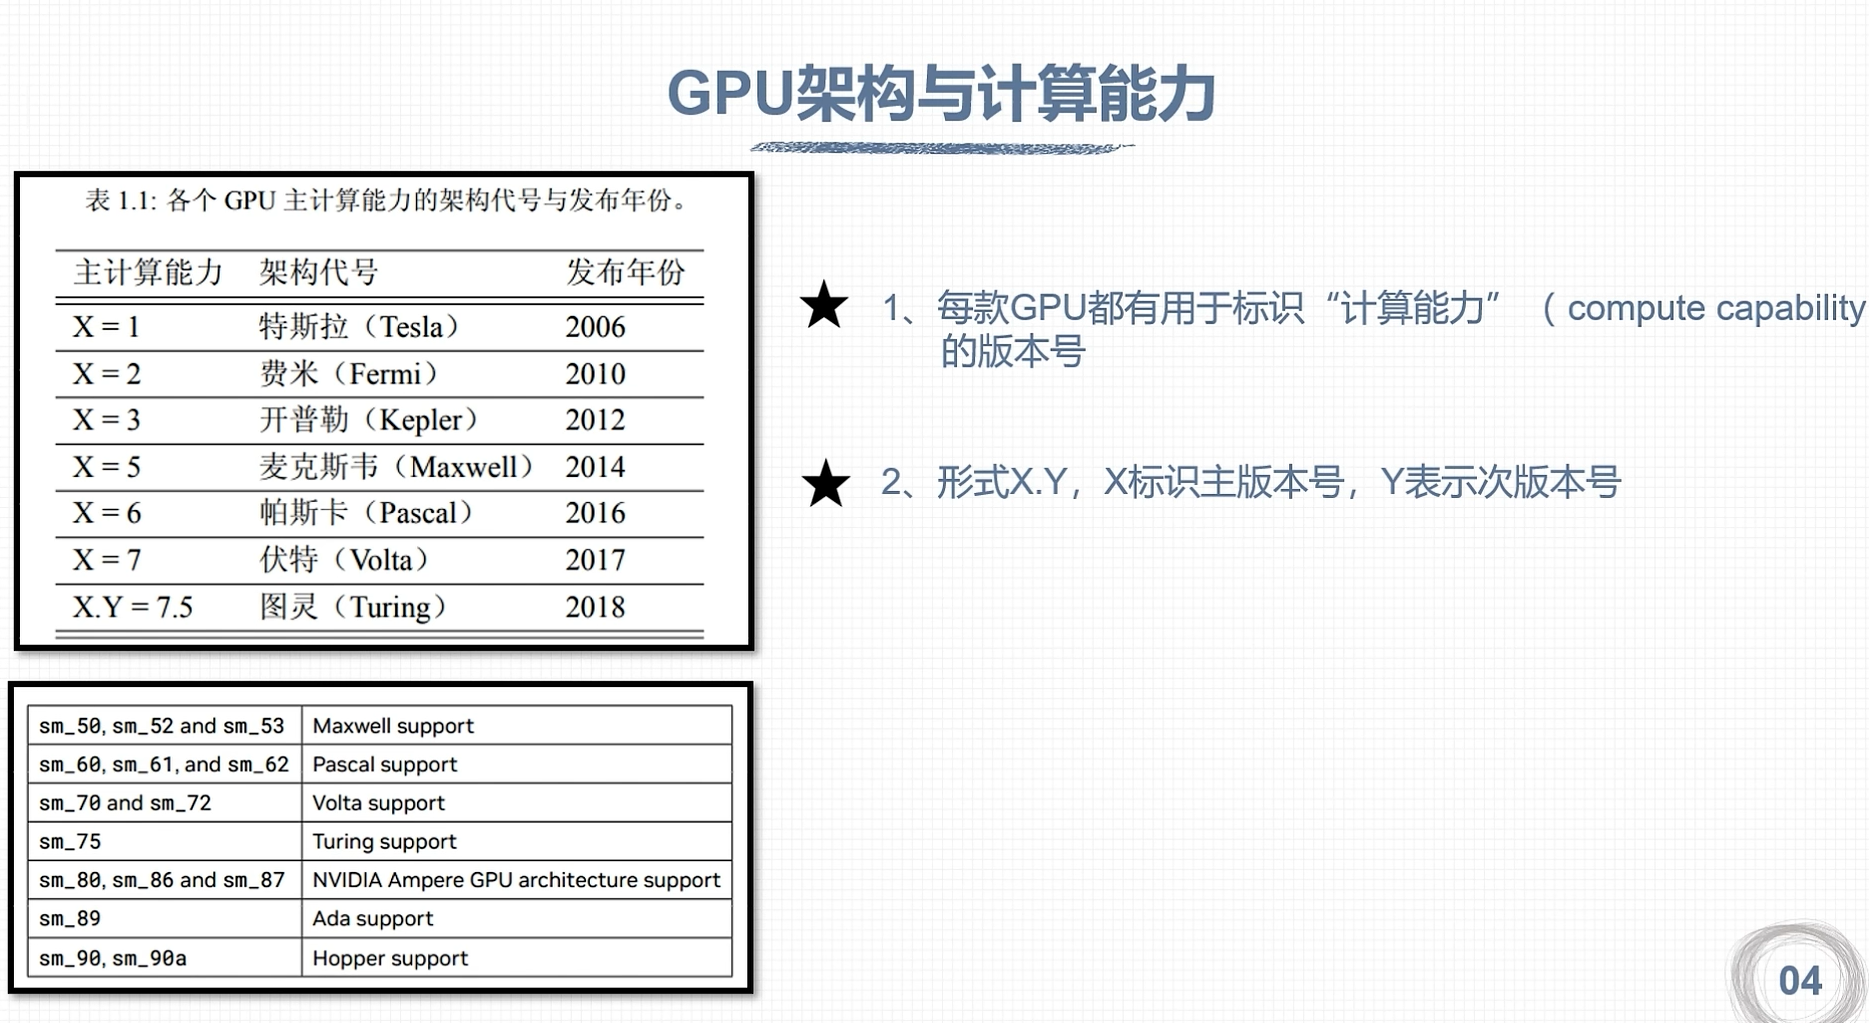 GPU架构与计算能力
表 1.1: 各个 GPU 主计算能力的架构代号与发布年份。
主计算能力 架构代号 发布年份
X = 1 特斯拉（Tesla） 2006
X = 2 费米（Fermi） 2010
X = 3 开普勒（Kepler） 2012
X = 5 麦克斯韦（Maxwell） 2014
X = 6 帕斯卡（Pascal） 2016
X = 7 伏特（Volta） 2017
X.Y = 7.5 图灵（Turing） 2018
sm_50, sm_52 and sm_53 Maxwell support
sm_60, sm_61, and sm_62 Pascal support
sm_70 and sm_72 Volta support
sm_75 Turing support
sm_80, sm_86 and sm_87 NVIDIA Ampere GPU architecture support
sm_89 Ada support
sm_90, sm_90a Hopper support
★ 1、每款GPU都有用于标识“计算能力”（ compute capability
的版本号
★ 2、形式X.Y，X标识主版本号，Y表示次版本号
04